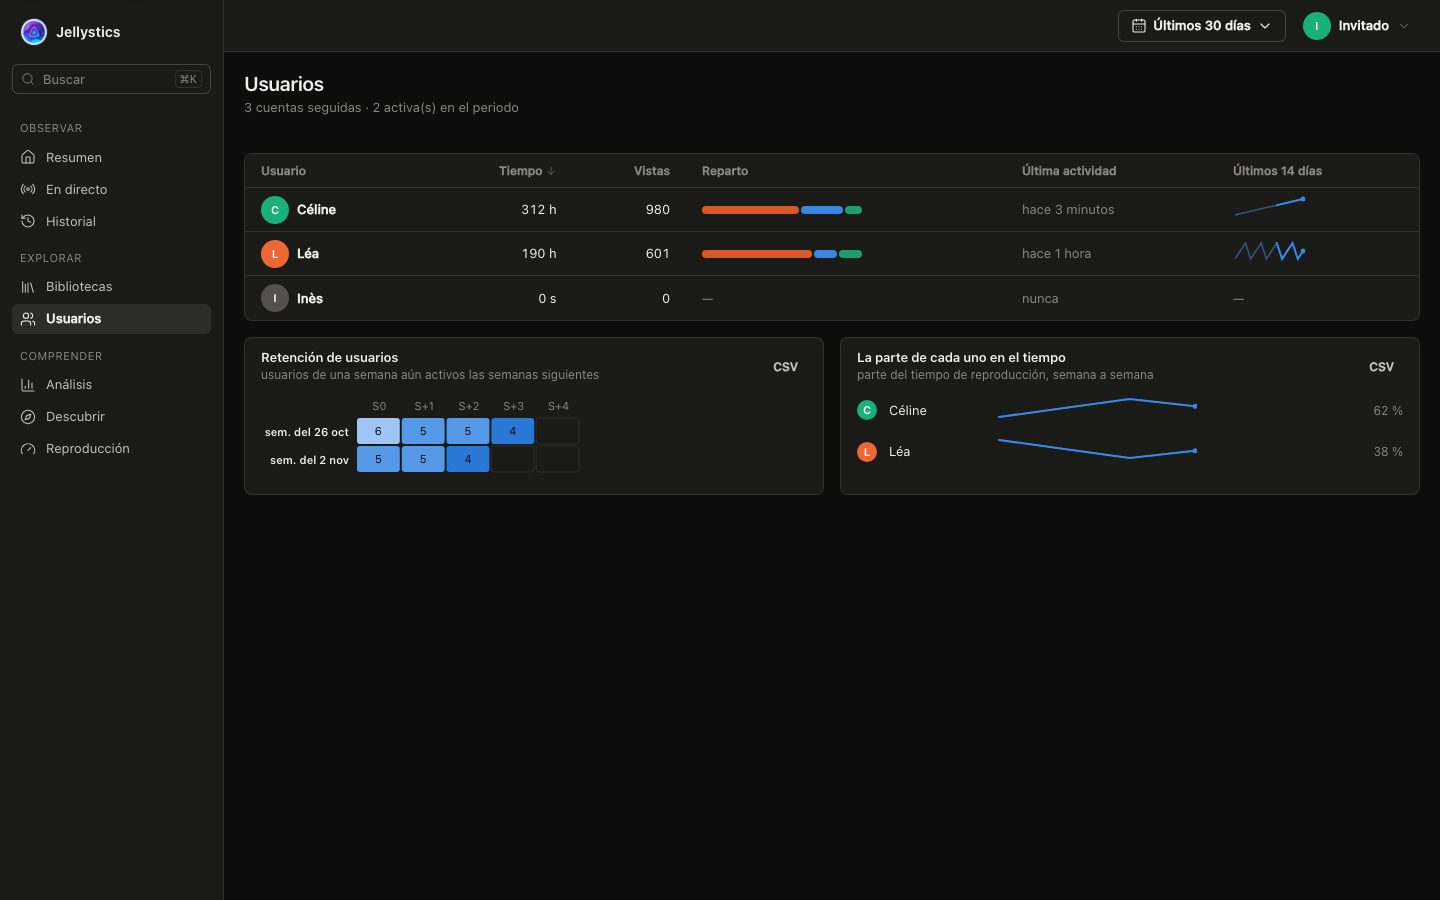 Jellystics
Últimos 30 días
I Invitado
Buscar ⌘K
OBSERVAR
Resumen
En directo
Historial
EXPLORAR
Bibliotecas
Usuarios
COMPRENDER
Análisis
Descubrir
Reproducción
Usuarios
3 cuentas seguidas · 2 activa(s) en el periodo
Usuario Tiempo ↓ Vistas Reparto Última actividad Últimos 14 días
C Céline 312 h 980 hace 3 minutos
L Léa 190 h 601 hace 1 hora
I Inès 0 s 0 — nunca —
Retención de usuarios
usuarios de una semana aún activos las semanas siguientes
CSV
S0 S+1 S+2 S+3 S+4
sem. del 26 oct 6 5 5 4
sem. del 2 nov 5 5 4
La parte de cada uno en el tiempo
parte del tiempo de reproducción, semana a semana
CSV
C Céline 62 %
L Léa 38 %